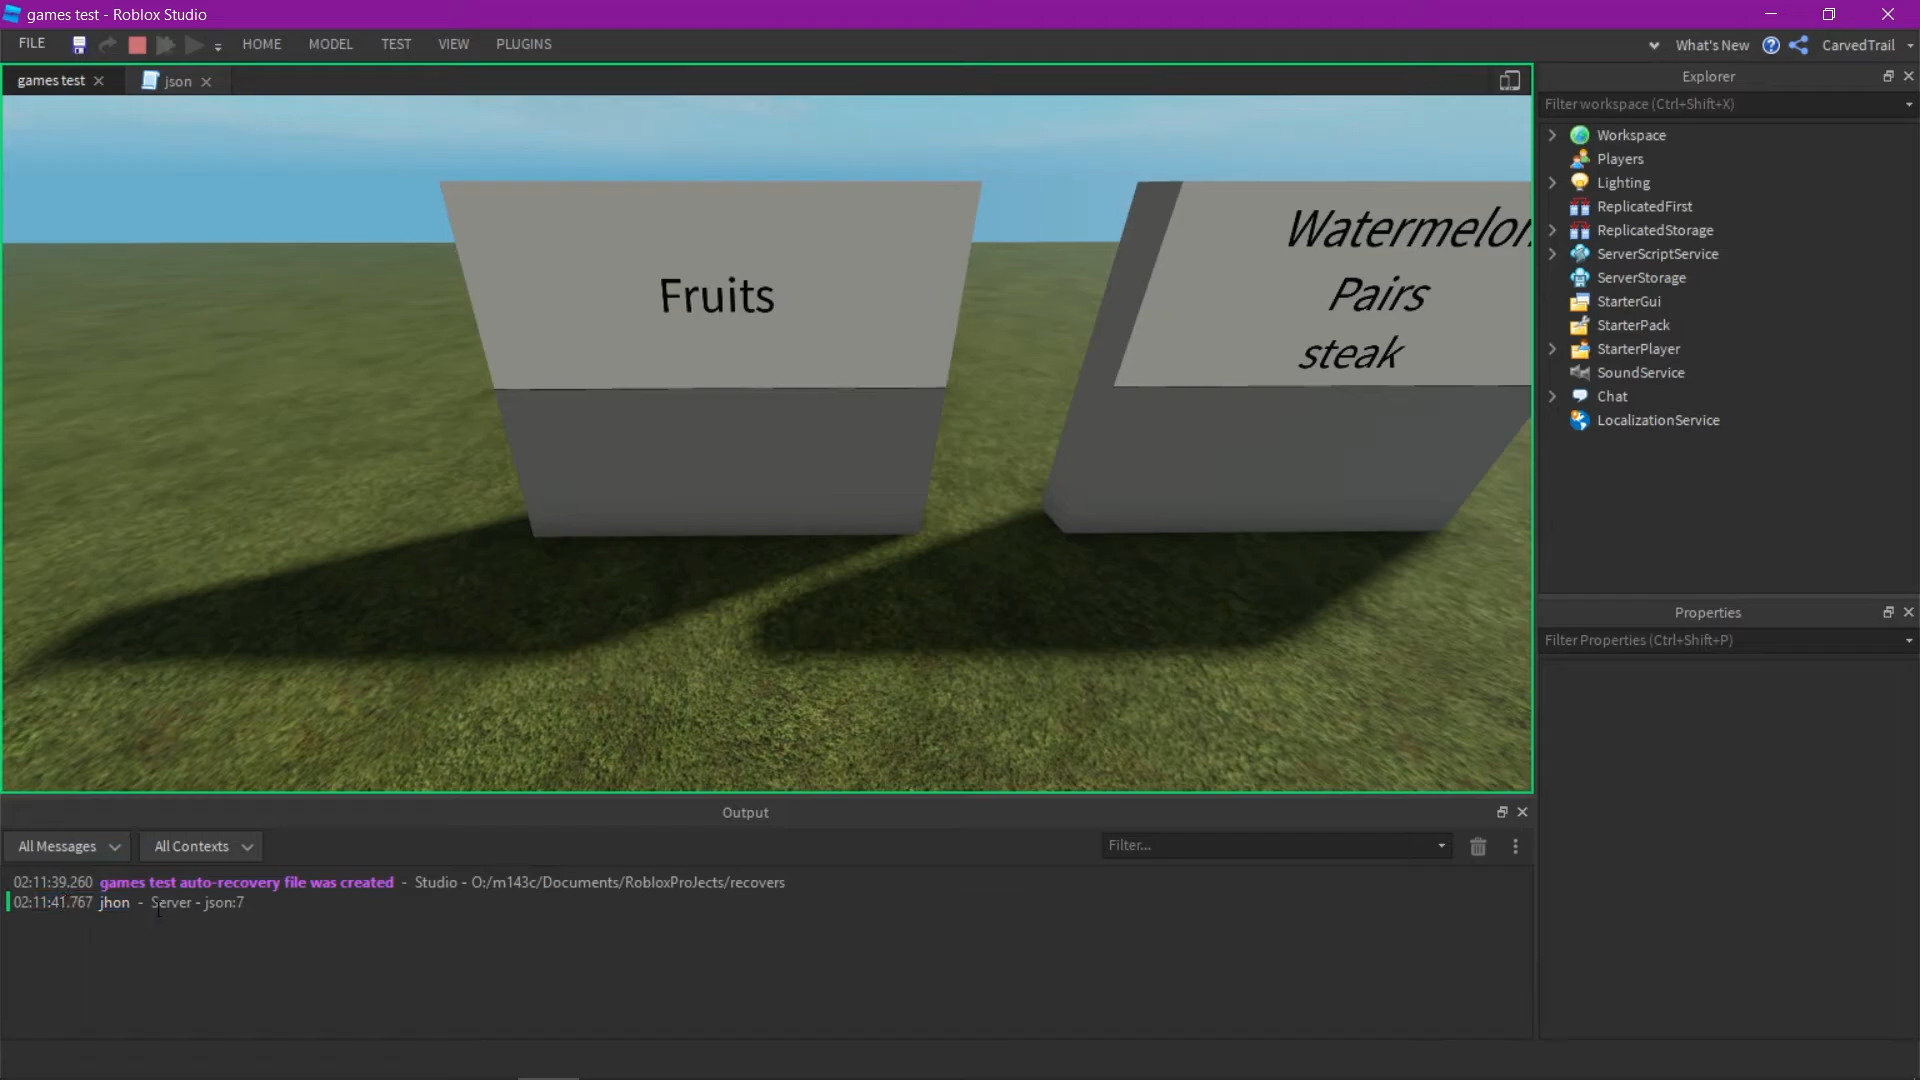 games test - Roblox Studio
FILE HOME MODEL TEST VIEW PLUGINS What's New CarvedTrail
games test json
Explorer
Filter workspace (Ctrl+Shift+X)
Workspace
Players
Lighting
ReplicatedFirst
ReplicatedStorage
ServerScriptService
ServerStorage
StarterGui
StarterPack
StarterPlayer
SoundService
Chat
LocalizationService
Fruits
Watermelon
Pairs
steak
Properties
Filter Properties (Ctrl+Shift+P)
Output
All Messages All Contexts Filter...
02:11:39.260 games test auto-recovery file was created - Studio - O:/m143c/Documents/RobloxProJects/recovers
02:11:41.767 jhon - Server - json:7